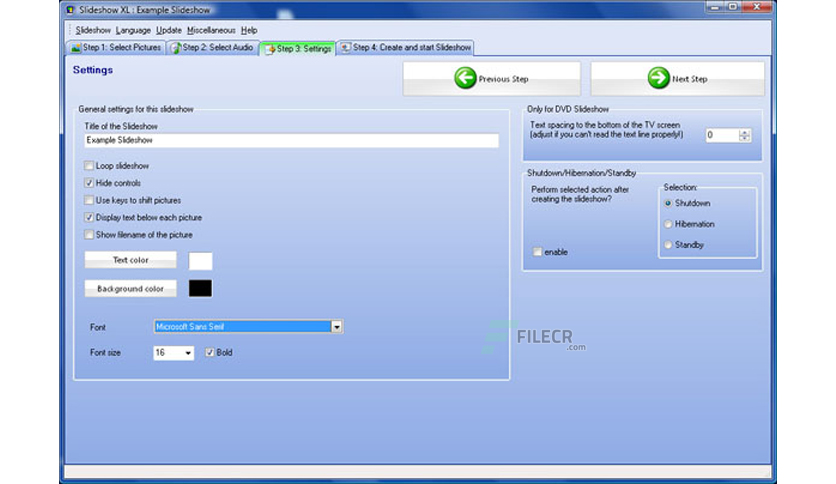 Slideshow XL : Example Slideshow
Slideshow Language Update Miscellaneous Help
Step 1: Select Pictures Step 2: Select Audio Step 3: Settings Step 4: Create and start Slideshow
Settings
Previous Step
Next Step
General settings for this slideshow
Title of the Slideshow
Example Slideshow
Loop slideshow
Hide controls
Use keys to shift pictures
Display text below each picture
Show filename of the picture
Text color
Background color
Font
Microsoft Sans Serif
Font size
16
Bold
Only for DVD Slideshow
Text spacing to the bottom of the TV screen
(adjust if you can't read the text line properly!)
0
Shutdown/Hibernation/Standby
Perform selected action after
creating the slideshow?
enable
Selection:
Shutdown
Hibernation
Standby
FILECR
.com